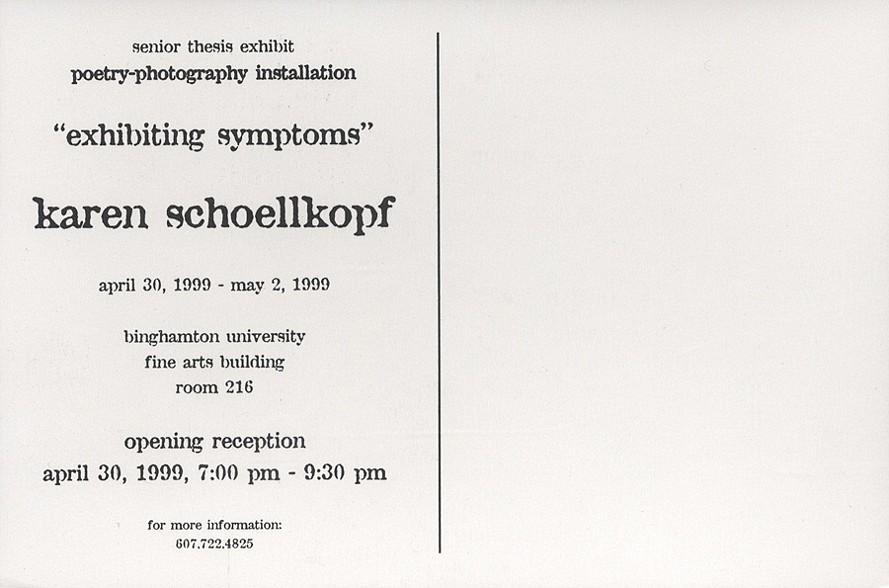 senior thesis exhibit
poetry-photography installation
“exhibiting symptoms”
karen schoellkopf
april 30, 1999 - may 2, 1999
binghamton university
fine arts building
room 216
opening reception
april 30, 1999, 7:00 pm - 9:30 pm
for more information:
607.722.4825